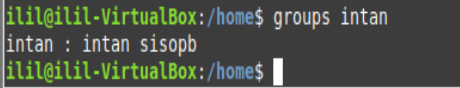 ilil@ilil-VirtualBox:/home$ groups intan
intan : intan sisopb
ilil@ilil-VirtualBox:/home$